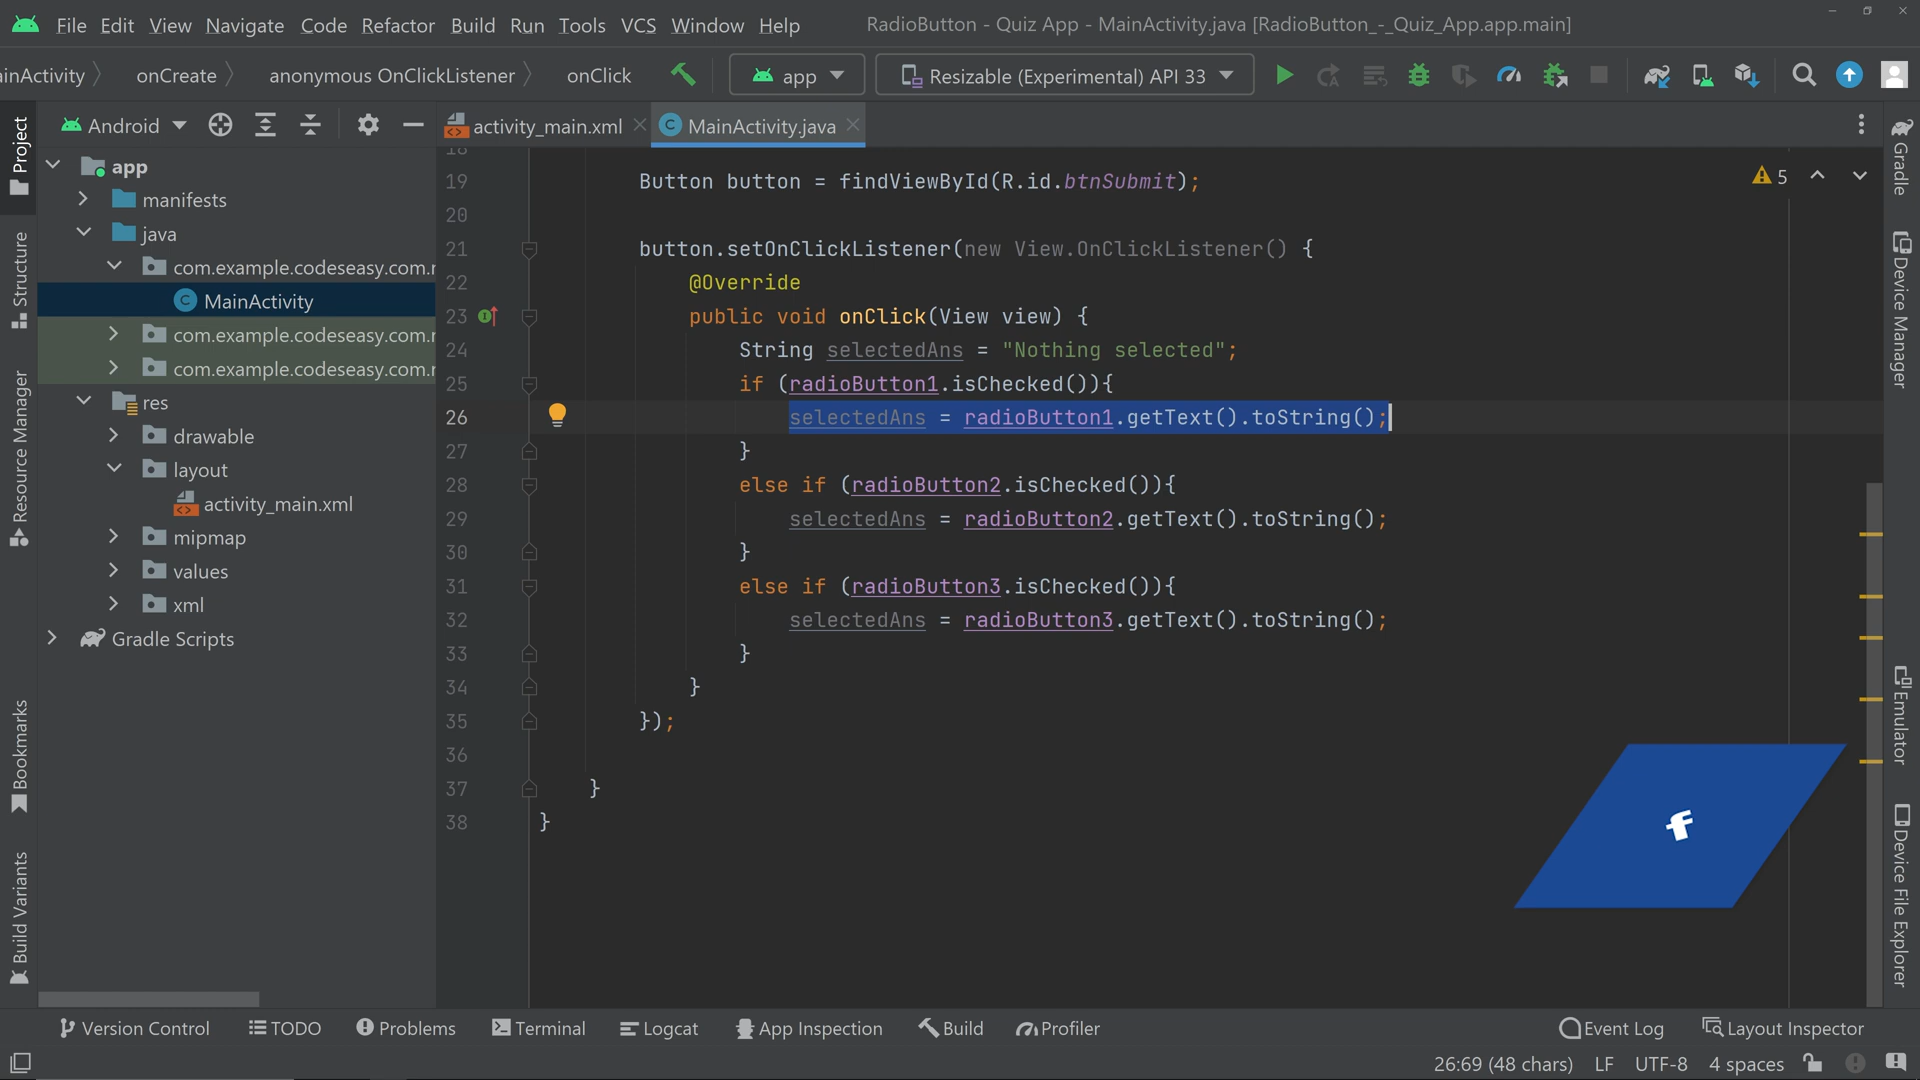 File Edit View Navigate Code Refactor Build Run Tools VCS Window Help RadioButton - Quiz App - MainActivity.java [RadioButton_-_Quiz_App.app.main]
inActivity onCreate anonymous OnClickListener onClick app Resizable (Experimental) API 33
Android activity_main.xml MainActivity.java
Project
Structure
Resource Manager
Bookmarks
Build Variants
app
manifests
java
com.example.codeseasy.com.r
MainActivity
com.example.codeseasy.com.r
com.example.codeseasy.com.r
res
drawable
layout
activity_main.xml
mipmap
values
xml
Gradle Scripts
18
19 Button button = findViewById(R.id.btnSubmit);
20
21 button.setOnClickListener(new View.OnClickListener() {
22 @Override
23 public void onClick(View view) {
24 String selectedAns = "Nothing selected";
25 if (radioButton1.isChecked()){
26 selectedAns = radioButton1.getText().toString();
27 }
28 else if (radioButton2.isChecked()){
29 selectedAns = radioButton2.getText().toString();
30 }
31 else if (radioButton3.isChecked()){
32 selectedAns = radioButton3.getText().toString();
33 }
34 }
35 });
36
37 }
38 }
5
f
Gradle
Device Manager
Emulator
Device File Explorer
Version Control TODO Problems Terminal Logcat App Inspection Build Profiler Event Log Layout Inspector
26:69 (48 chars) LF UTF-8 4 spaces